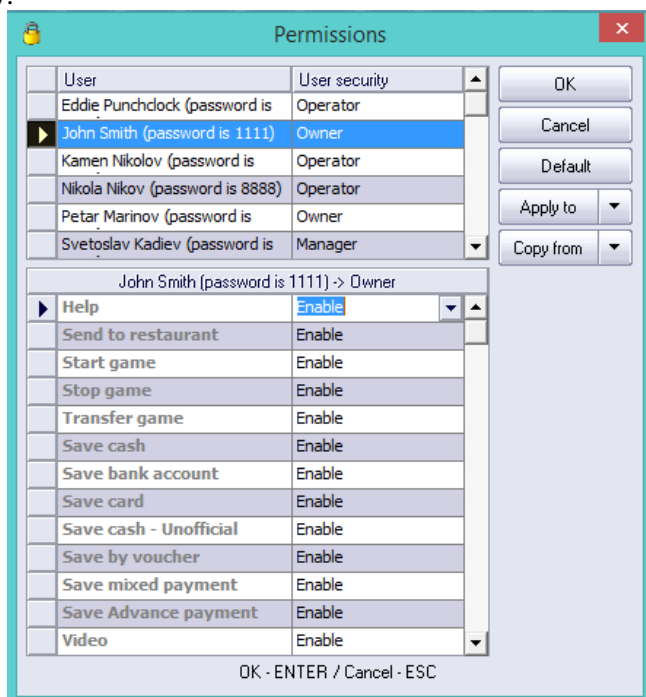 Permissions
User User security
Eddie Punchclock (password is Operator
John Smith (password is 1111) Owner
Kamen Nikolov (password is Operator
Nikola Nikov (password is 8888) Operator
Petar Marinov (password is Owner
Svetoslav Kadiev (password is Manager
OK
Cancel
Default
Apply to
Copy from
John Smith (password is 1111) -> Owner
Help Enable
Send to restaurant Enable
Start game Enable
Stop game Enable
Transfer game Enable
Save cash Enable
Save bank account Enable
Save card Enable
Save cash - Unofficial Enable
Save by voucher Enable
Save mixed payment Enable
Save Advance payment Enable
Video Enable
OK - ENTER / Cancel - ESC